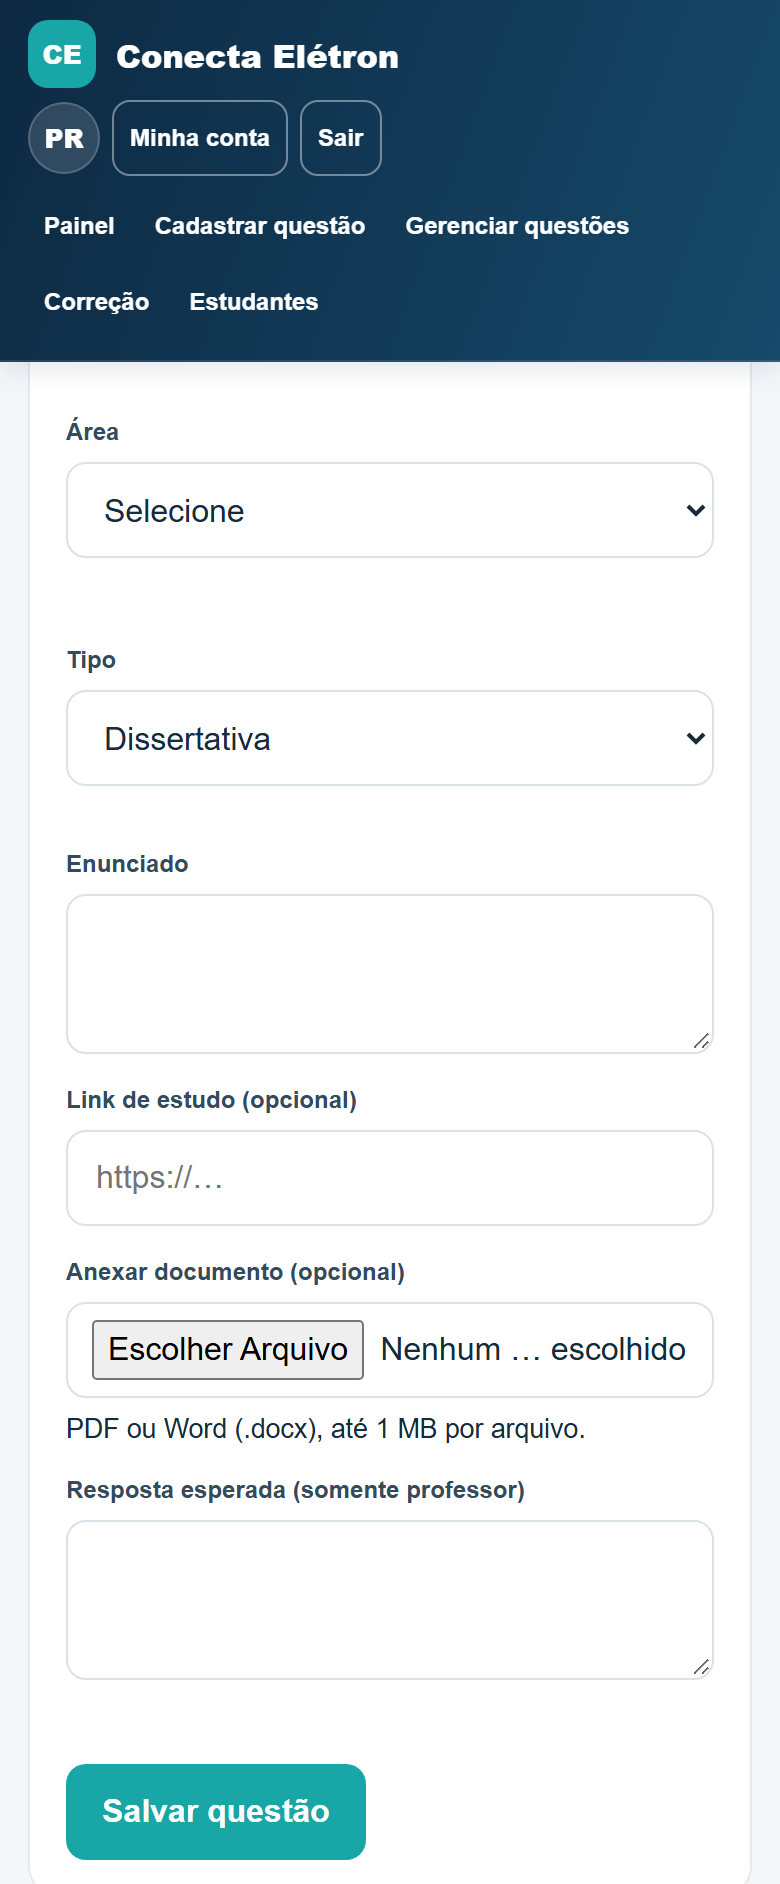 CE Conecta Elétron
PR Minha conta Sair
Painel Cadastrar questão Gerenciar questões
Correção Estudantes
Área
Selecione
Tipo
Dissertativa
Enunciado
Link de estudo (opcional)
https://…
Anexar documento (opcional)
Escolher Arquivo Nenhum … escolhido
PDF ou Word (.docx), até 1 MB por arquivo.
Resposta esperada (somente professor)
Salvar questão